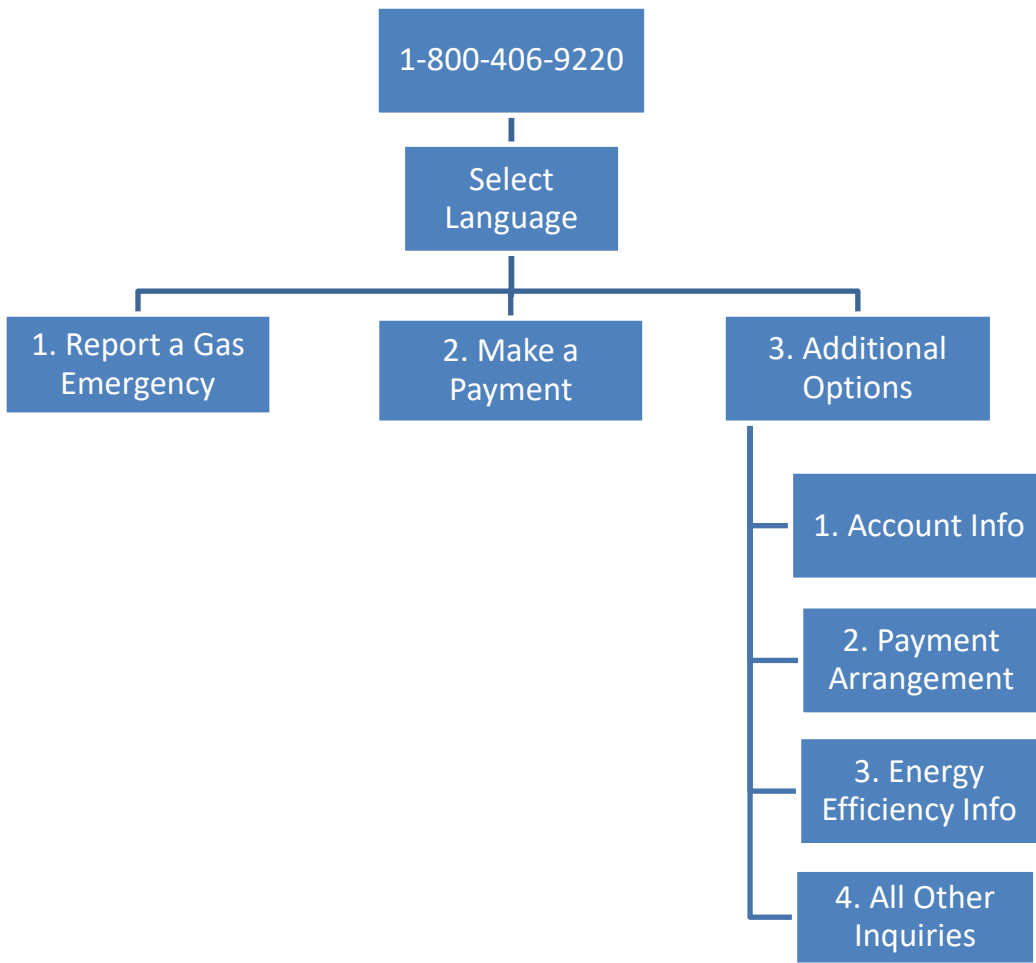 1-800-406-9220
Select
Language
1. Report a Gas
Emergency
2. Make a
Payment
3. Additional
Options
1. Account Info
2. Payment
Arrangement
3. Energy
Efficiency Info
4. All Other
Inquiries